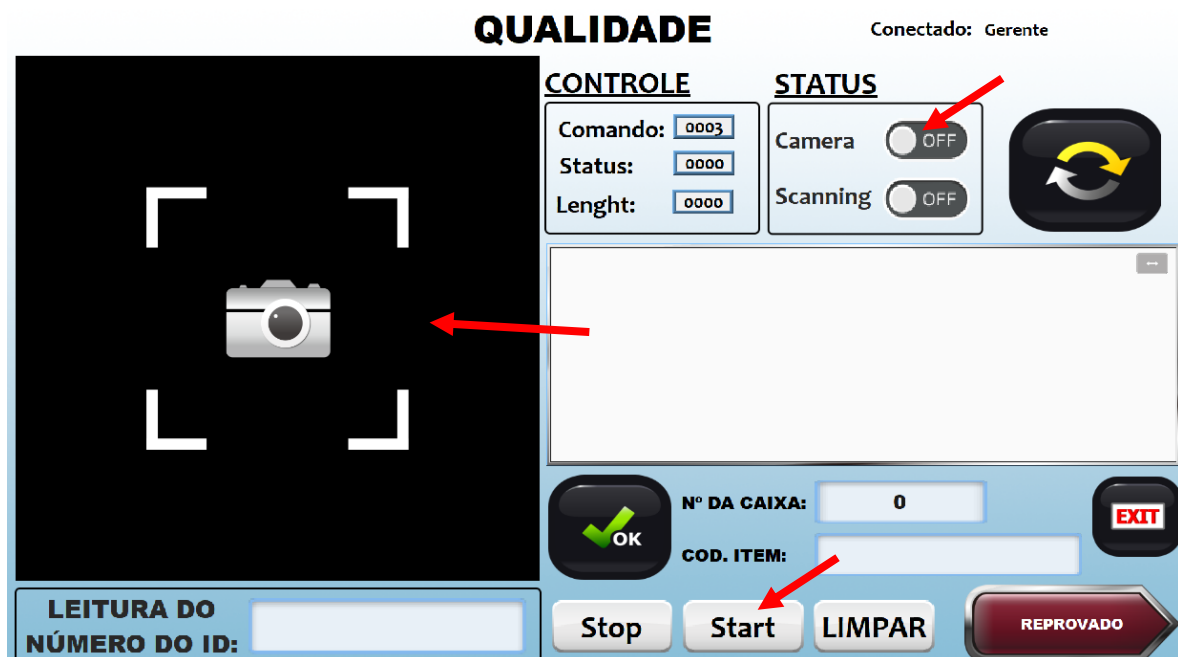 QUALIDADE
Conectado: Gerente
CONTROLE
STATUS
Comando: 0003
Status: 0000
Lenght: 0000
Camera OFF
Scanning OFF
OK
Nº DA CAIXA: 0
COD. ITEM:
EXIT
LEITURA DO
NÚMERO DO ID:
Stop
Start
LIMPAR
REPROVADO